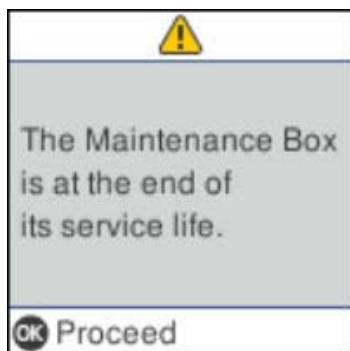 The Maintenance Box
is at the end of
its service life.
OK Proceed